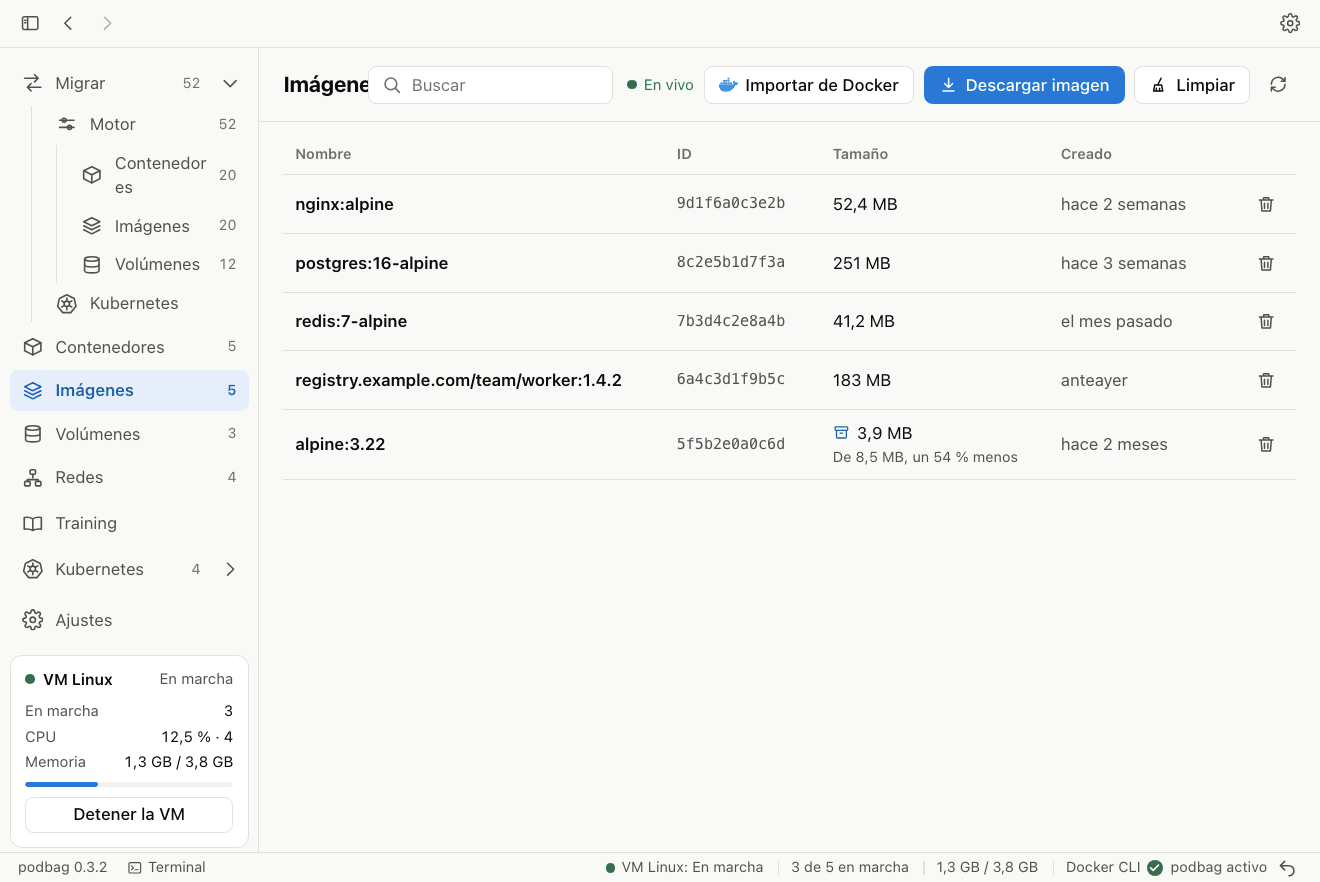 Migrar 52
Motor 52
Contenedor
es 20
Imágenes 20
Volúmenes 12
Kubernetes
Contenedores 5
Imágenes 5
Volúmenes 3
Redes 4
Training
Kubernetes 4
Ajustes
VM Linux En marcha
En marcha 3
CPU 12,5 % · 4
Memoria 1,3 GB / 3,8 GB
Detener la VM
Imágene Buscar En vivo Importar de Docker Descargar imagen Limpiar
Nombre ID Tamaño Creado
nginx:alpine 9d1f6a0c3e2b 52,4 MB hace 2 semanas
postgres:16-alpine 8c2e5b1d7f3a 251 MB hace 3 semanas
redis:7-alpine 7b3d4c2e8a4b 41,2 MB el mes pasado
registry.example.com/team/worker:1.4.2 6a4c3d1f9b5c 183 MB anteayer
alpine:3.22 5f5b2e0a0c6d 3,9 MB hace 2 meses
De 8,5 MB, un 54 % menos
podbag 0.3.2 Terminal VM Linux: En marcha 3 de 5 en marcha 1,3 GB / 3,8 GB Docker CLI podbag activo